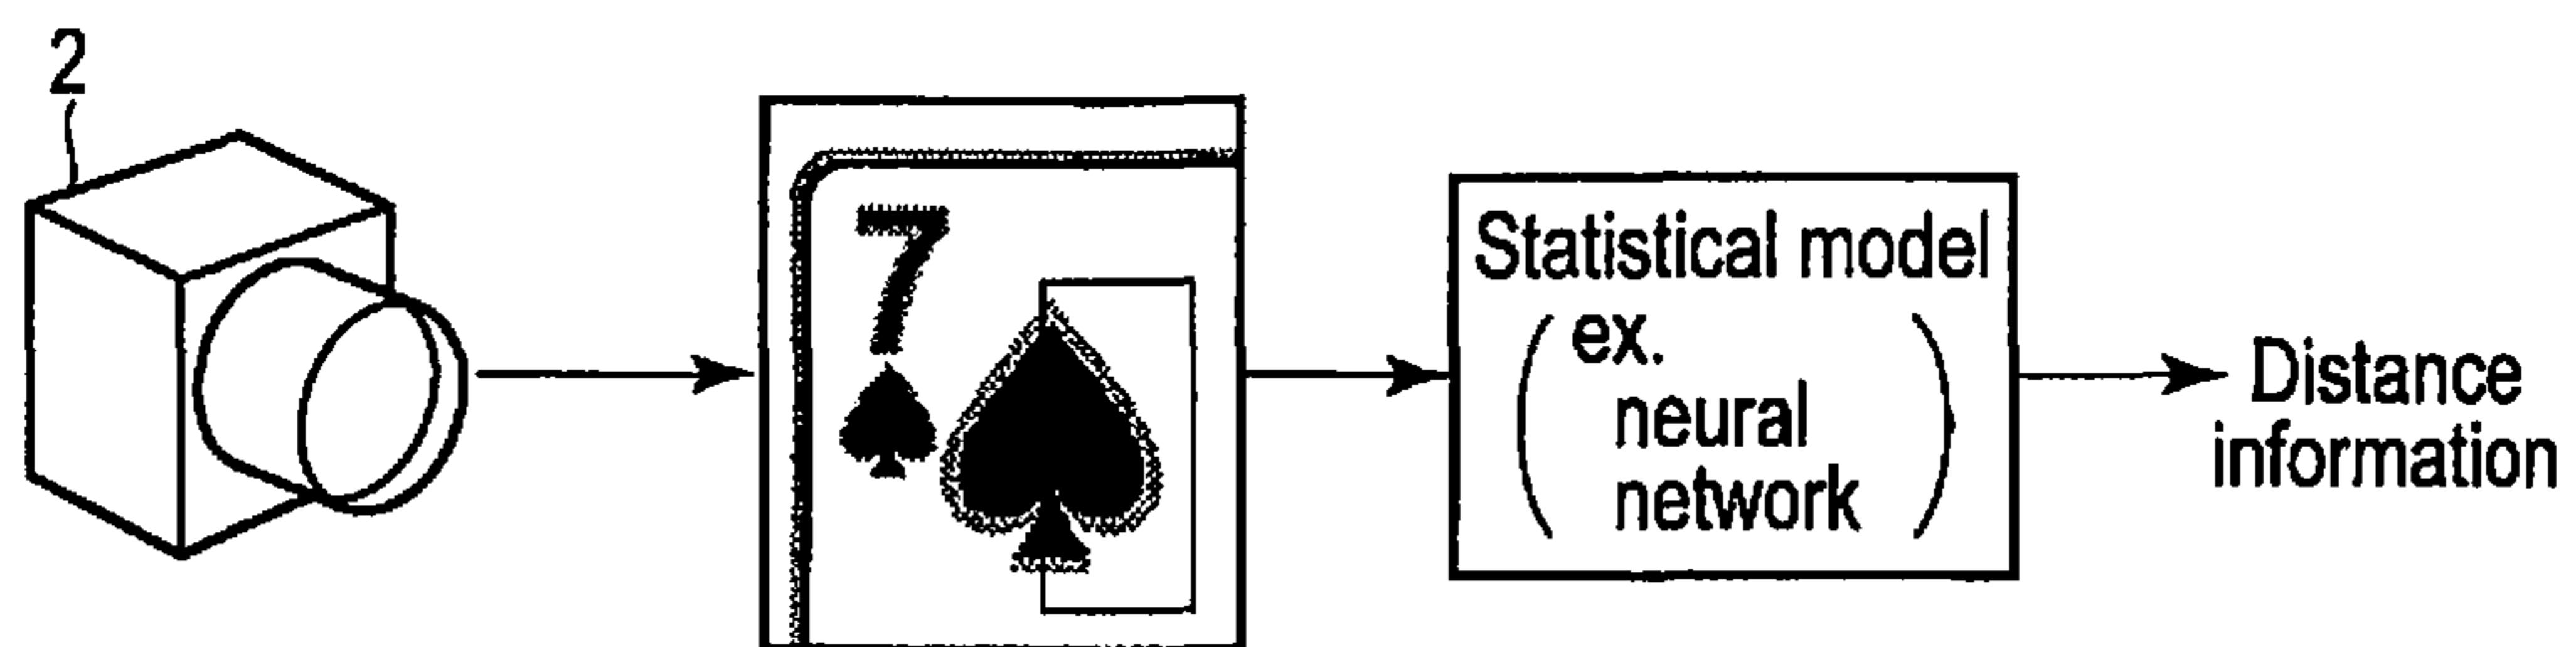 2
7
Statistical model
( ex.
neural
network )
Distance
information